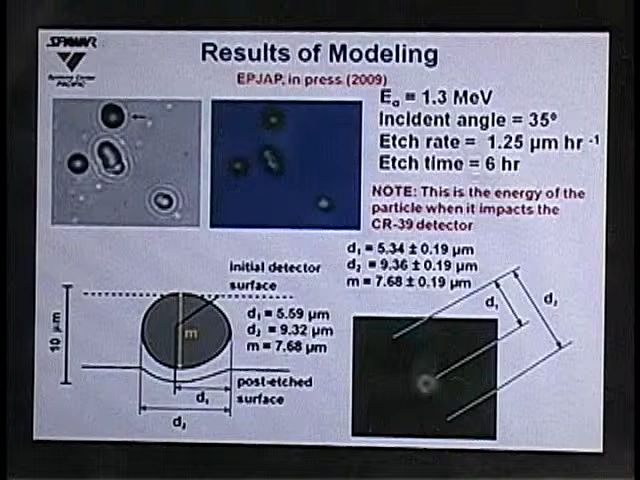 SPAWAR
Systems Center
PACIFIC
Results of Modeling
EPJAP, in press (2009)
Eα = 1.3 MeV
Incident angle = 35°
Etch rate = 1.25 µm hr -1
Etch time = 6 hr
NOTE: This is the energy of the
particle when it impacts the
CR-39 detector
d₁ = 5.34 ± 0.19 µm
d₂ = 9.36 ± 0.19 µm
m = 7.68 ± 0.19 µm
initial detector
surface
d₁ = 5.59 µm
d₂ = 9.32 µm
m = 7.68 µm
10 µm
m
post-etched
surface
d₁
d₂
d₁
d₂